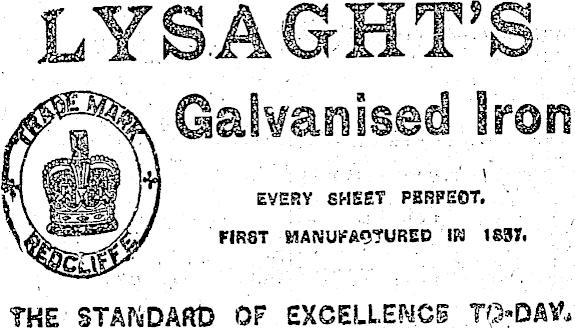 LYSAGHT'S
Galvanised Iron
TRADE MARK
REDCLIFFE
EVERY SHEET PERFECT.
FIRST MANUFACTURED IN 1857.
THE STANDARD OF EXCELLENCE TO-DAY.